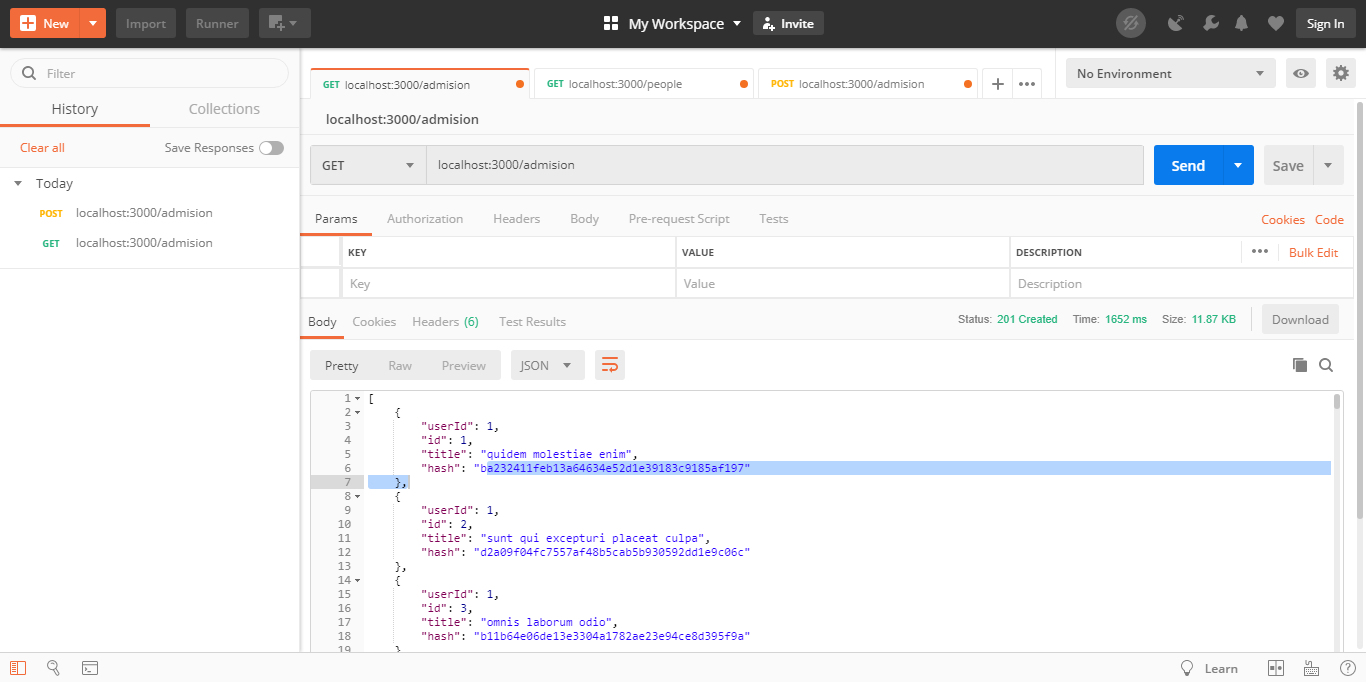 New Import Runner My Workspace Invite Sign In
Filter
History Collections
Clear all Save Responses
Today
POST localhost:3000/admision
GET localhost:3000/admision
GET localhost:3000/admision GET localhost:3000/people POST localhost:3000/admision No Environment
localhost:3000/admision
GET localhost:3000/admision Send Save
Params Authorization Headers Body Pre-request Script Tests Cookies Code
KEY VALUE DESCRIPTION Bulk Edit
Key Value Description
Body Cookies Headers (6) Test Results Status: 201 Created Time: 1652 ms Size: 11.87 KB Download
Pretty Raw Preview JSON
1 [
2 {
3 "userId": 1,
4 "id": 1,
5 "title": "quidem molestiae enim",
6 "hash": "ba232411feb13a64634e52d1e39183c9185af197"
7 },
8 {
9 "userId": 1,
10 "id": 2,
11 "title": "sunt qui excepturi placeat culpa",
12 "hash": "d2a09f04fc7557af48b5cab5b930592dd1e9c06c"
13 },
14 {
15 "userId": 1,
16 "id": 3,
17 "title": "omnis laborum odio",
18 "hash": "b11b64e06de13e3304a1782ae23e94ce8d395f9a"
19 }
Learn